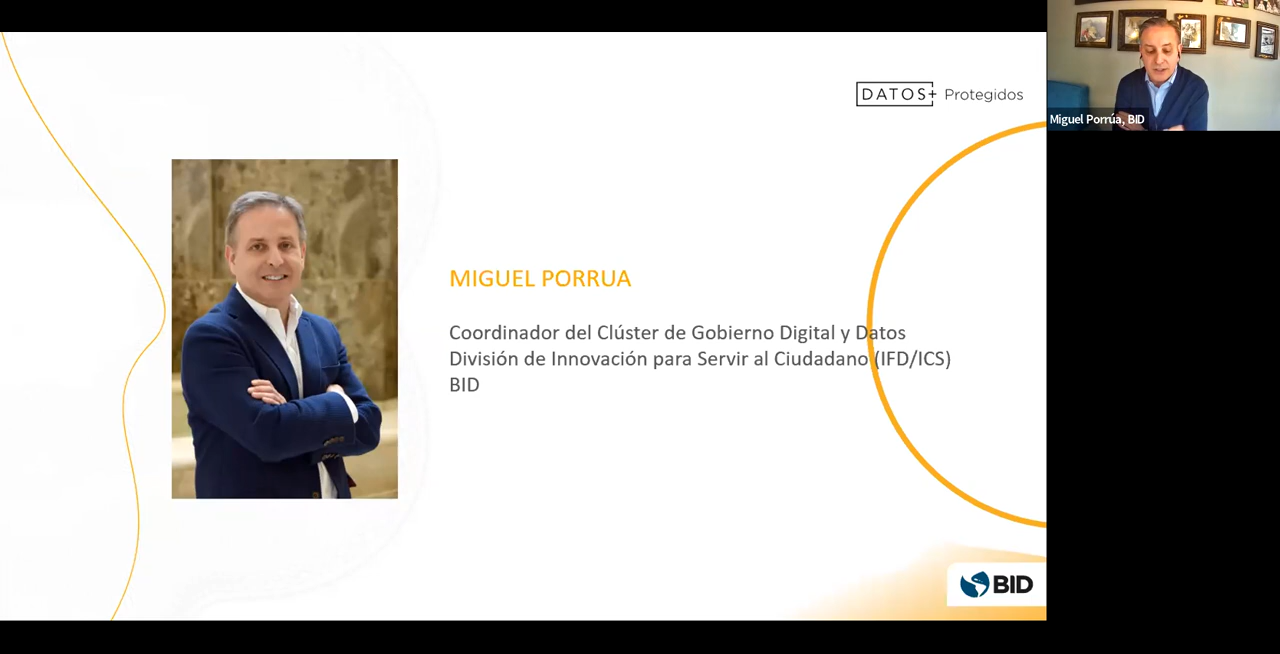 DATOS+ Protegidos
Miguel Porrúa, BID
MIGUEL PORRUA
Coordinador del Clúster de Gobierno Digital y Datos
División de Innovación para Servir al Ciudadano (IFD/ICS)
BID
BID